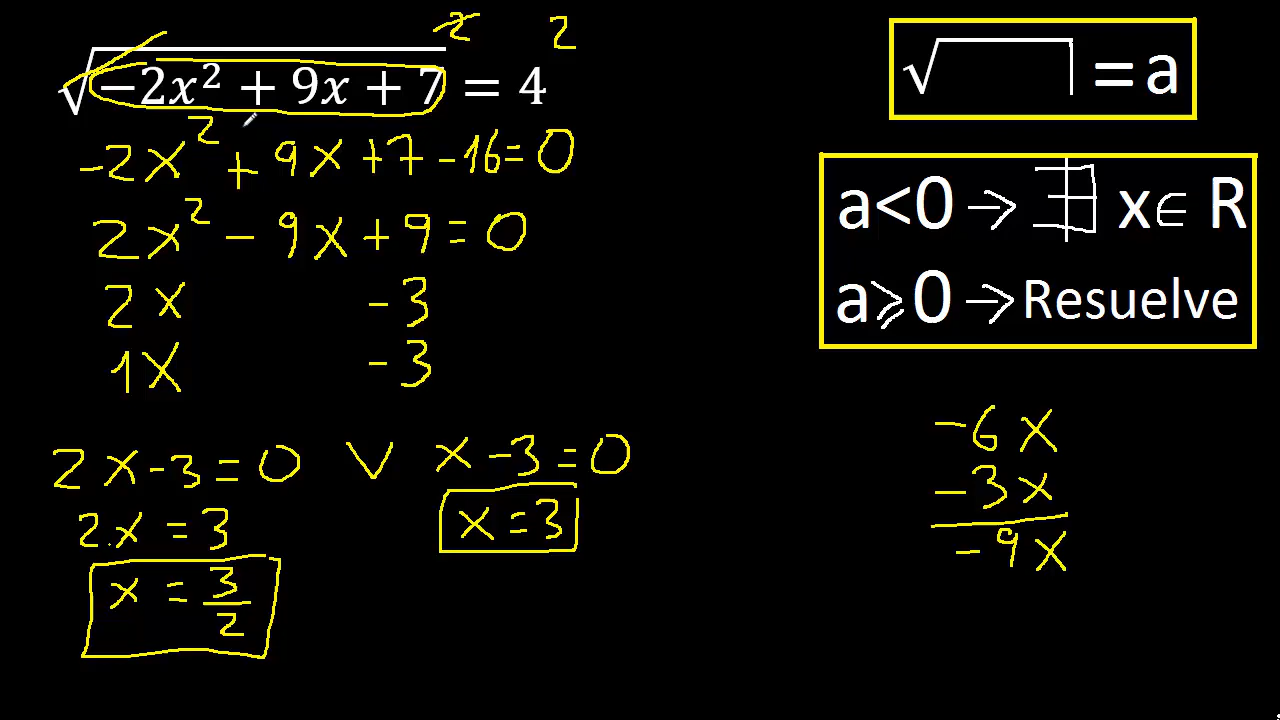 √(-2x² + 9x + 7)² = 4²
-2x² + 9x + 7 - 16 = 0
2x² - 9x + 9 = 0
2x -3
1x -3
2x - 3 = 0 ∨ x - 3 = 0
2x = 3
x = 3
x = 3/2
√ = a
a<0 → ∄ x ∈ R
a⩾0 → Resuelve
-6x
-3x
-9x